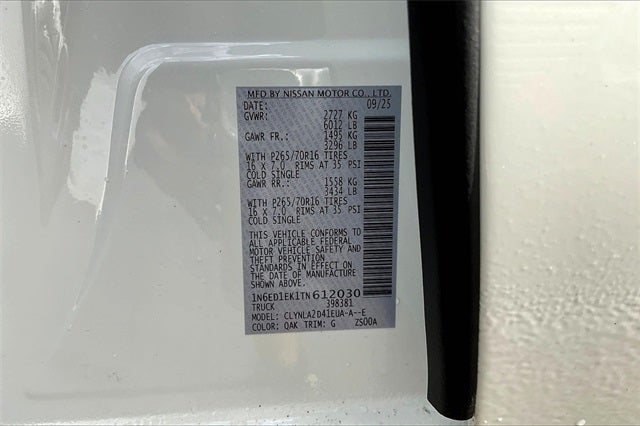 MFD BY NISSAN MOTOR CO., LTD.
DATE: 09/25
GVWR: 2727 KG
6012 LB
GAWR FR.: 1495 KG
3296 LB
WITH P265/70R16 TIRES
16 x 7.0 RIMS AT 35 PSI
COLD SINGLE
GAWR RR.: 1558 KG
3434 LB
WITH P265/70R16 TIRES
16 x 7.0 RIMS AT 35 PSI
COLD SINGLE
THIS VEHICLE CONFORMS TO
ALL APPLICABLE FEDERAL
MOTOR VEHICLE SAFETY AND
THEFT PREVENTION
STANDARDS IN EFFECT ON
THE DATE OF MANUFACTURE
SHOWN ABOVE.
1N6ED1EK1TN612030
TRUCK 398381
MODEL: CLYNLA2D41EUA-A--E
COLOR: QAK TRIM: G ZS00A